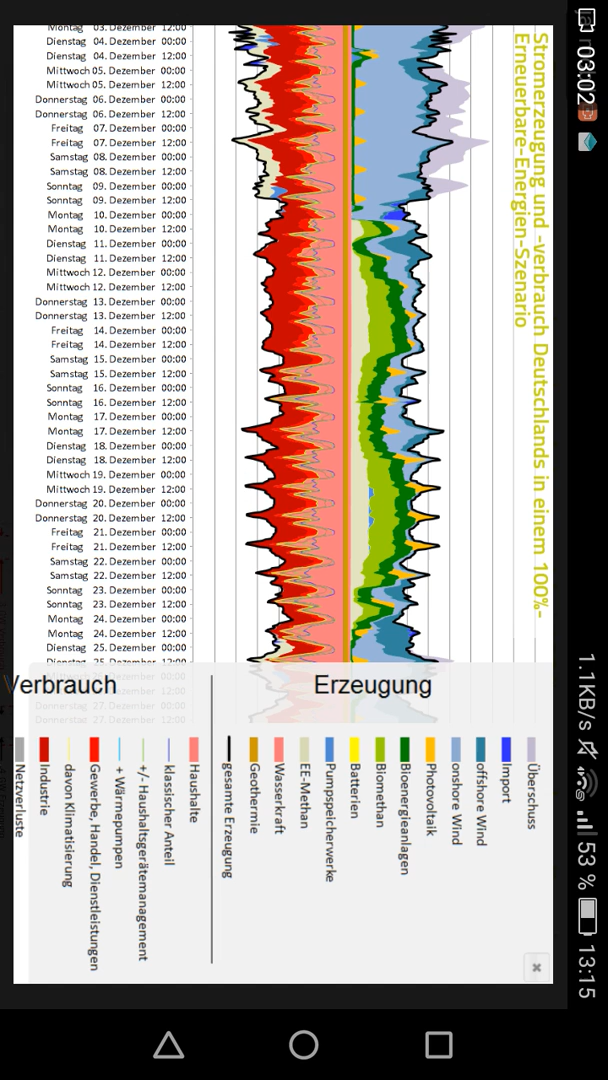 03:02
1.1KB/s
53 %
13:15
Stromerzeugung und -verbrauch Deutschlands in einem 100%-
Erneuerbare-Energien-Szenario
Montag 03. Dezember 12:00
Dienstag 04. Dezember 00:00
Dienstag 04. Dezember 12:00
Mittwoch 05. Dezember 00:00
Mittwoch 05. Dezember 12:00
Donnerstag 06. Dezember 00:00
Donnerstag 06. Dezember 12:00
Freitag 07. Dezember 00:00
Freitag 07. Dezember 12:00
Samstag 08. Dezember 00:00
Samstag 08. Dezember 12:00
Sonntag 09. Dezember 00:00
Sonntag 09. Dezember 12:00
Montag 10. Dezember 00:00
Montag 10. Dezember 12:00
Dienstag 11. Dezember 00:00
Dienstag 11. Dezember 12:00
Mittwoch 12. Dezember 00:00
Mittwoch 12. Dezember 12:00
Donnerstag 13. Dezember 00:00
Donnerstag 13. Dezember 12:00
Freitag 14. Dezember 00:00
Freitag 14. Dezember 12:00
Samstag 15. Dezember 00:00
Samstag 15. Dezember 12:00
Sonntag 16. Dezember 00:00
Sonntag 16. Dezember 12:00
Montag 17. Dezember 00:00
Montag 17. Dezember 12:00
Dienstag 18. Dezember 00:00
Dienstag 18. Dezember 12:00
Mittwoch 19. Dezember 00:00
Mittwoch 19. Dezember 12:00
Donnerstag 20. Dezember 00:00
Donnerstag 20. Dezember 12:00
Freitag 21. Dezember 00:00
Freitag 21. Dezember 12:00
Samstag 22. Dezember 00:00
Samstag 22. Dezember 12:00
Sonntag 23. Dezember 00:00
Sonntag 23. Dezember 12:00
Montag 24. Dezember 00:00
Montag 24. Dezember 12:00
Dienstag 25. Dezember 00:00
Dienstag 25. Dezember 12:00
Erzeugung
Überschuss
Import
offshore Wind
onshore Wind
Photovoltaik
Bioenergieanlagen
Biomethan
Batterien
Pumpspeicherwerke
EE-Methan
Wasserkraft
Geothermie
gesamte Erzeugung
Verbrauch
Haushalte
klassischer Anteil
+/- Haushaltsgerätemanagement
+ Wärmepumpen
Gewerbe, Handel, Dienstleistungen
davon Klimatisierung
Industrie
Netzverluste